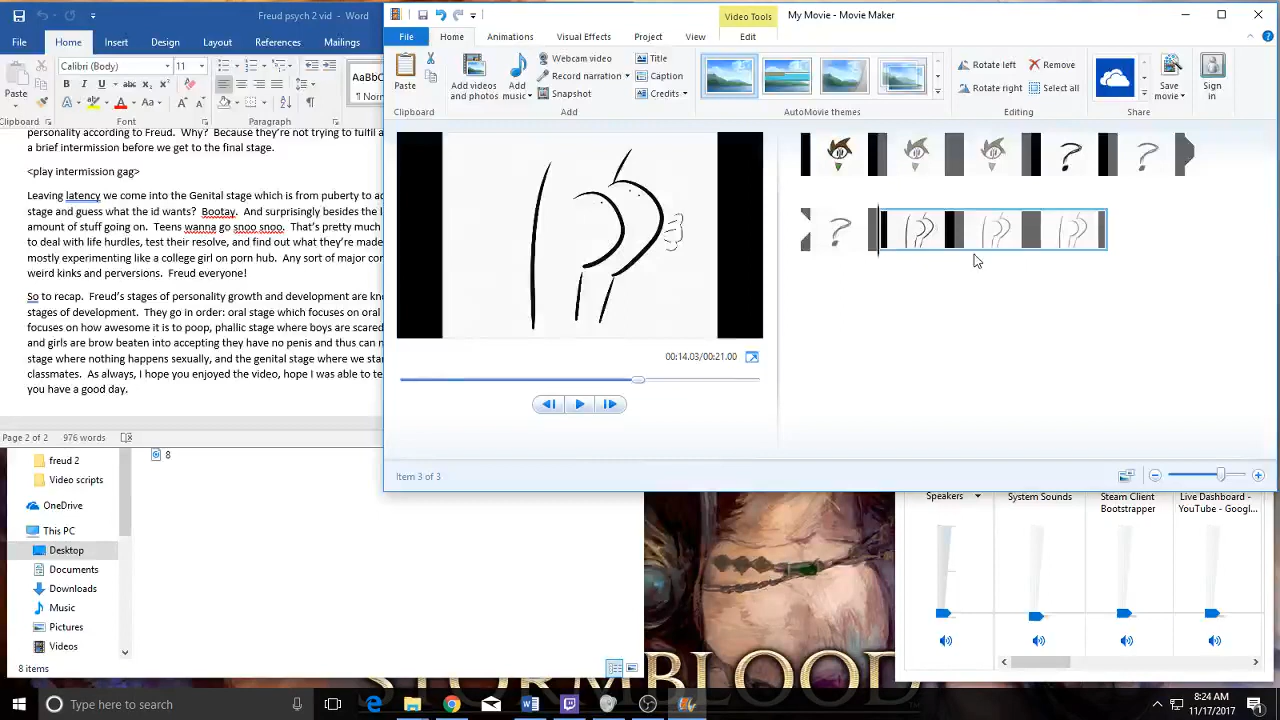 Freud psych 2 vid - Word
File Home Insert Draw Design Layout References Mailings
Paste
Calibri (Body) 11
AaBbC
¶ Norm
Clipboard Font
personality according to Freud. Why? Because they're not trying to fulfil a
a brief intermission before we get to the final stage.
<play intermission gag>
Leaving latency we come into the Genital stage which is from puberty to a
stage and guess what the id wants? Bootay. And surprisingly besides the
amount of stuff going on. Teens wanna go snoo snoo. That's pretty much
to deal with life hurdles, test their resolve, and find out what they're made
mostly experimenting like a college girl on porn hub. Any sort of major cor
weird kinks and perversions. Freud everyone!
So to recap. Freud's stages of personality growth and development are kn
stages of development. They go in order: oral stage which focuses on oral
focuses on how awesome it is to poop, phallic stage where boys are scared
and girls are brow beaten into accepting they have no penis and thus can r
stage where nothing happens sexually, and the genital stage where we sta
classmates. As always, I hope you enjoyed the video, hope I was able to te
you have a good day.
Page 2 of 2 976 words
Video Tools
My Movie - Movie Maker
File Home Animations Visual Effects Project View Edit
Paste
Add videos and photos
Add music
Webcam video
Record narration
Snapshot
Title
Caption
Credits
Rotate left
Rotate right
Remove
Select all
Save movie
Sign in
Clipboard Add AutoMovie themes Editing Share
00:14.03/00:21.00
Item 3 of 3
freud 2
Video scripts
OneDrive
This PC
Desktop
Documents
Downloads
Music
Pictures
Videos
8
8 items
Speakers
System Sounds
Steam Client Bootstrapper
Live Dashboard - YouTube - Googl...
STORMBLOOD
Type here to search
8:24 AM
11/17/2017